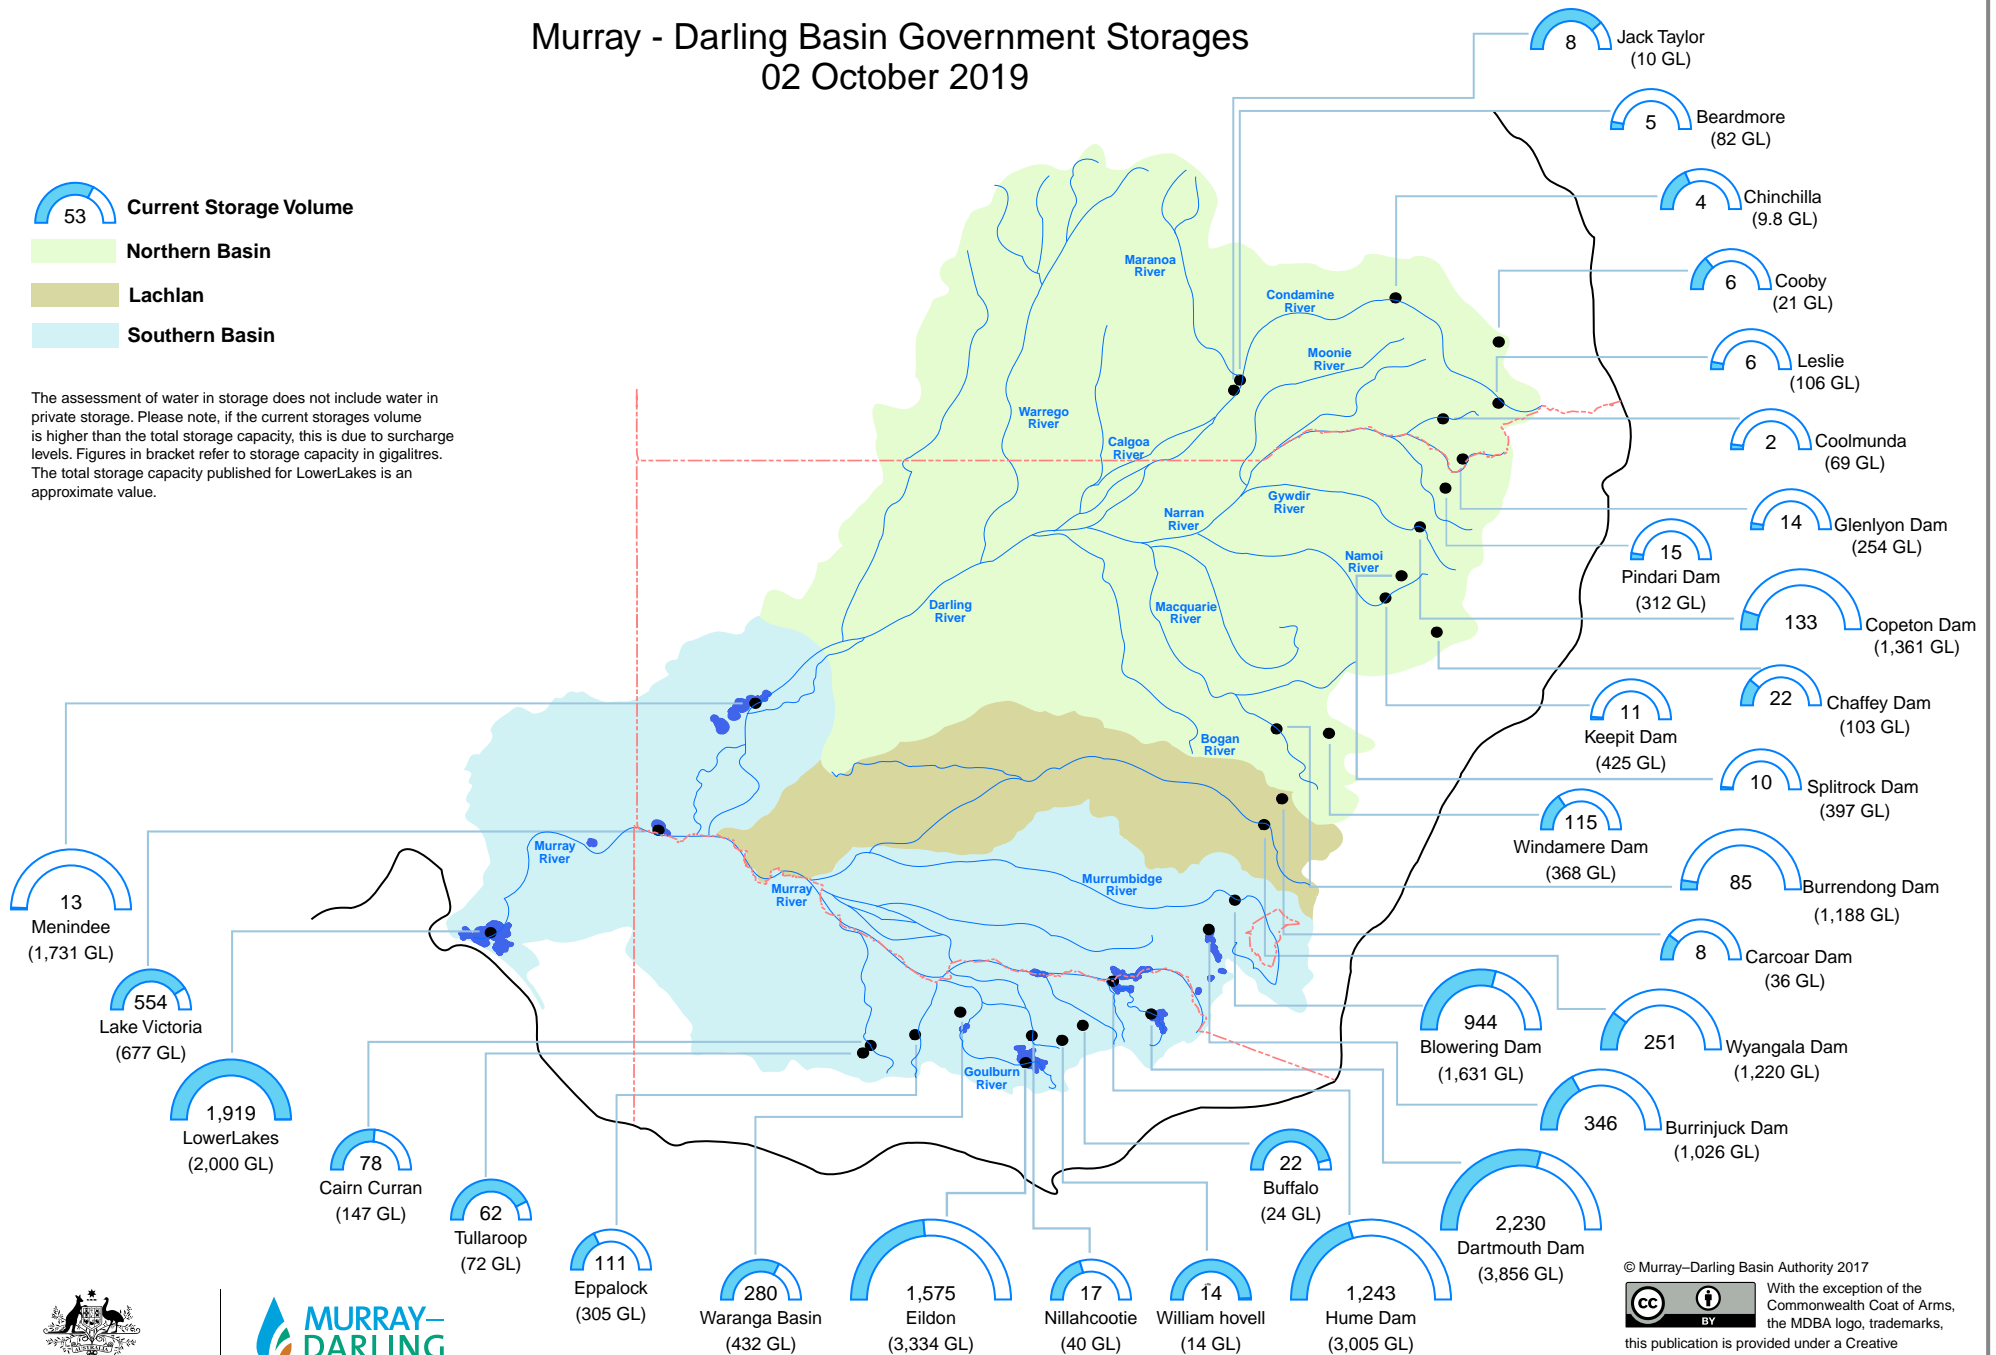 Murray - Darling Basin Government Storages
02 October 2019
53
Current Storage Volume
Northern Basin
Lachlan
Southern Basin
The assessment of water in storage does not include water in
private storage. Please note, if the current storages volume
is higher than the total storage capacity, this is due to surcharge
levels. Figures in bracket refer to storage capacity in gigalitres.
The total storage capacity published for LowerLakes is an
approximate value.
8
Jack Taylor
(10 GL)
5
Beardmore
(82 GL)
4
Chinchilla
(9.8 GL)
6
Cooby
(21 GL)
6
Leslie
(106 GL)
2
Coolmunda
(69 GL)
14
Glenlyon Dam
(254 GL)
15
Pindari Dam
(312 GL)
133
Copeton Dam
(1,361 GL)
22
Chaffey Dam
(103 GL)
11
Keepit Dam
(425 GL)
10
Splitrock Dam
(397 GL)
115
Windamere Dam
(368 GL)
85
Burrendong Dam
(1,188 GL)
8
Carcoar Dam
(36 GL)
944
Blowering Dam
(1,631 GL)
251
Wyangala Dam
(1,220 GL)
346
Burrinjuck Dam
(1,026 GL)
2,230
Dartmouth Dam
(3,856 GL)
22
Buffalo
(24 GL)
1,243
Hume Dam
(3,005 GL)
14
William hovell
(14 GL)
17
Nillahcootie
(40 GL)
1,575
Eildon
(3,334 GL)
280
Waranga Basin
(432 GL)
111
Eppalock
(305 GL)
62
Tullaroop
(72 GL)
78
Cairn Curran
(147 GL)
1,919
LowerLakes
(2,000 GL)
554
Lake Victoria
(677 GL)
13
Menindee
(1,731 GL)
Maranoa
River
Condamine
River
Moonie
River
Warrego
River
Calgoa
River
Gywdir
River
Narran
River
Namoi
River
Darling
River
Macquarie
River
Bogan
River
Murray
River
Murray
River
Murrumbidge
River
Goulburn
River
AUSTRALIA
MURRAY–
DARLING
© Murray–Darling Basin Authority 2017
cc
BY
With the exception of the
Commonwealth Coat of Arms,
the MDBA logo, trademarks,
this publication is provided under a Creative